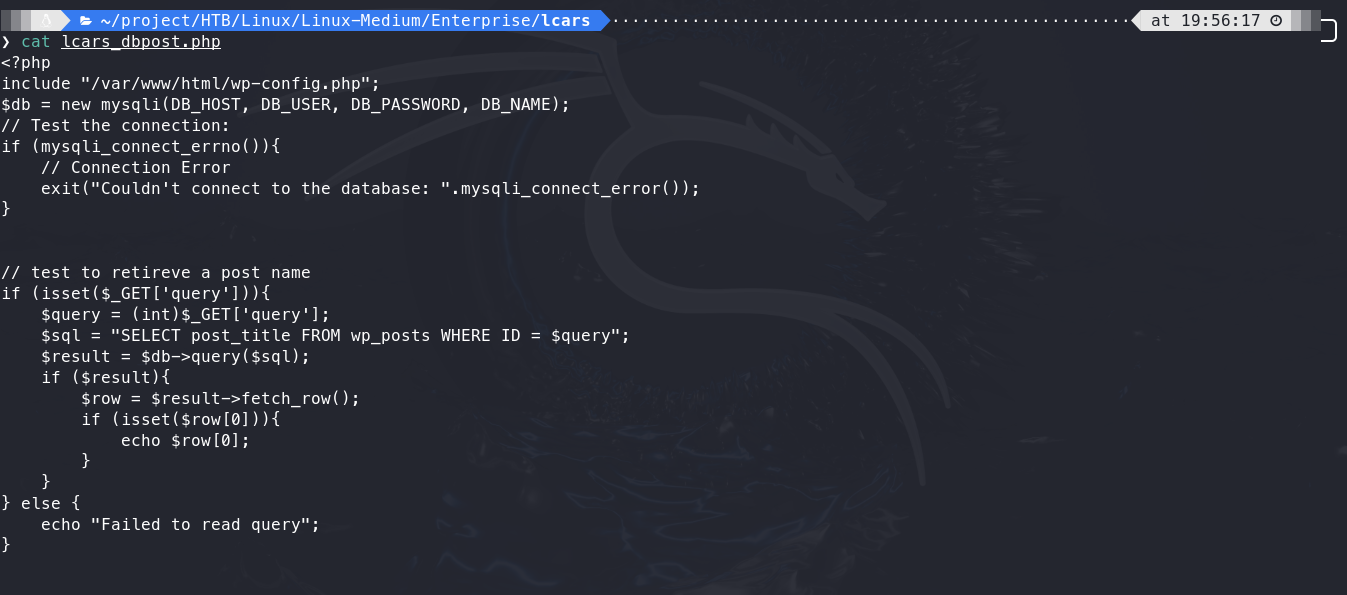 ~/project/HTB/Linux/Linux-Medium/Enterprise/lcars at 19:56:17
❯ cat lcars_dbpost.php
<?php
include "/var/www/html/wp-config.php";
$db = new mysqli(DB_HOST, DB_USER, DB_PASSWORD, DB_NAME);
// Test the connection:
if (mysqli_connect_errno()){
    // Connection Error
    exit("Couldn't connect to the database: ".mysqli_connect_error());
}
// test to retireve a post name
if (isset($_GET['query'])){
    $query = (int)$_GET['query'];
    $sql = "SELECT post_title FROM wp_posts WHERE ID = $query";
    $result = $db->query($sql);
    if ($result){
        $row = $result->fetch_row();
        if (isset($row[0])){
            echo $row[0];
        }
    }
} else {
    echo "Failed to read query";
}